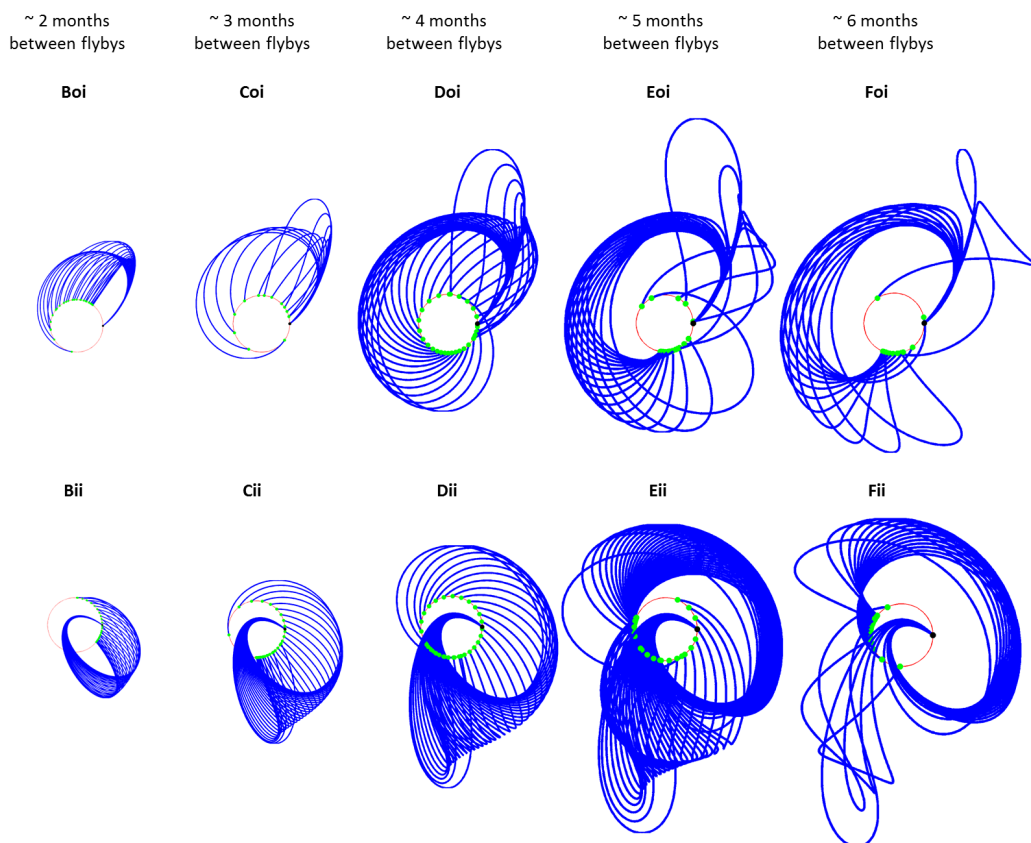 ~ 2 months
between flybys
~ 3 months
between flybys
~ 4 months
between flybys
~ 5 months
between flybys
~ 6 months
between flybys
Boi
Coi
Doi
Eoi
Foi
Bii
Cii
Dii
Eii
Fii